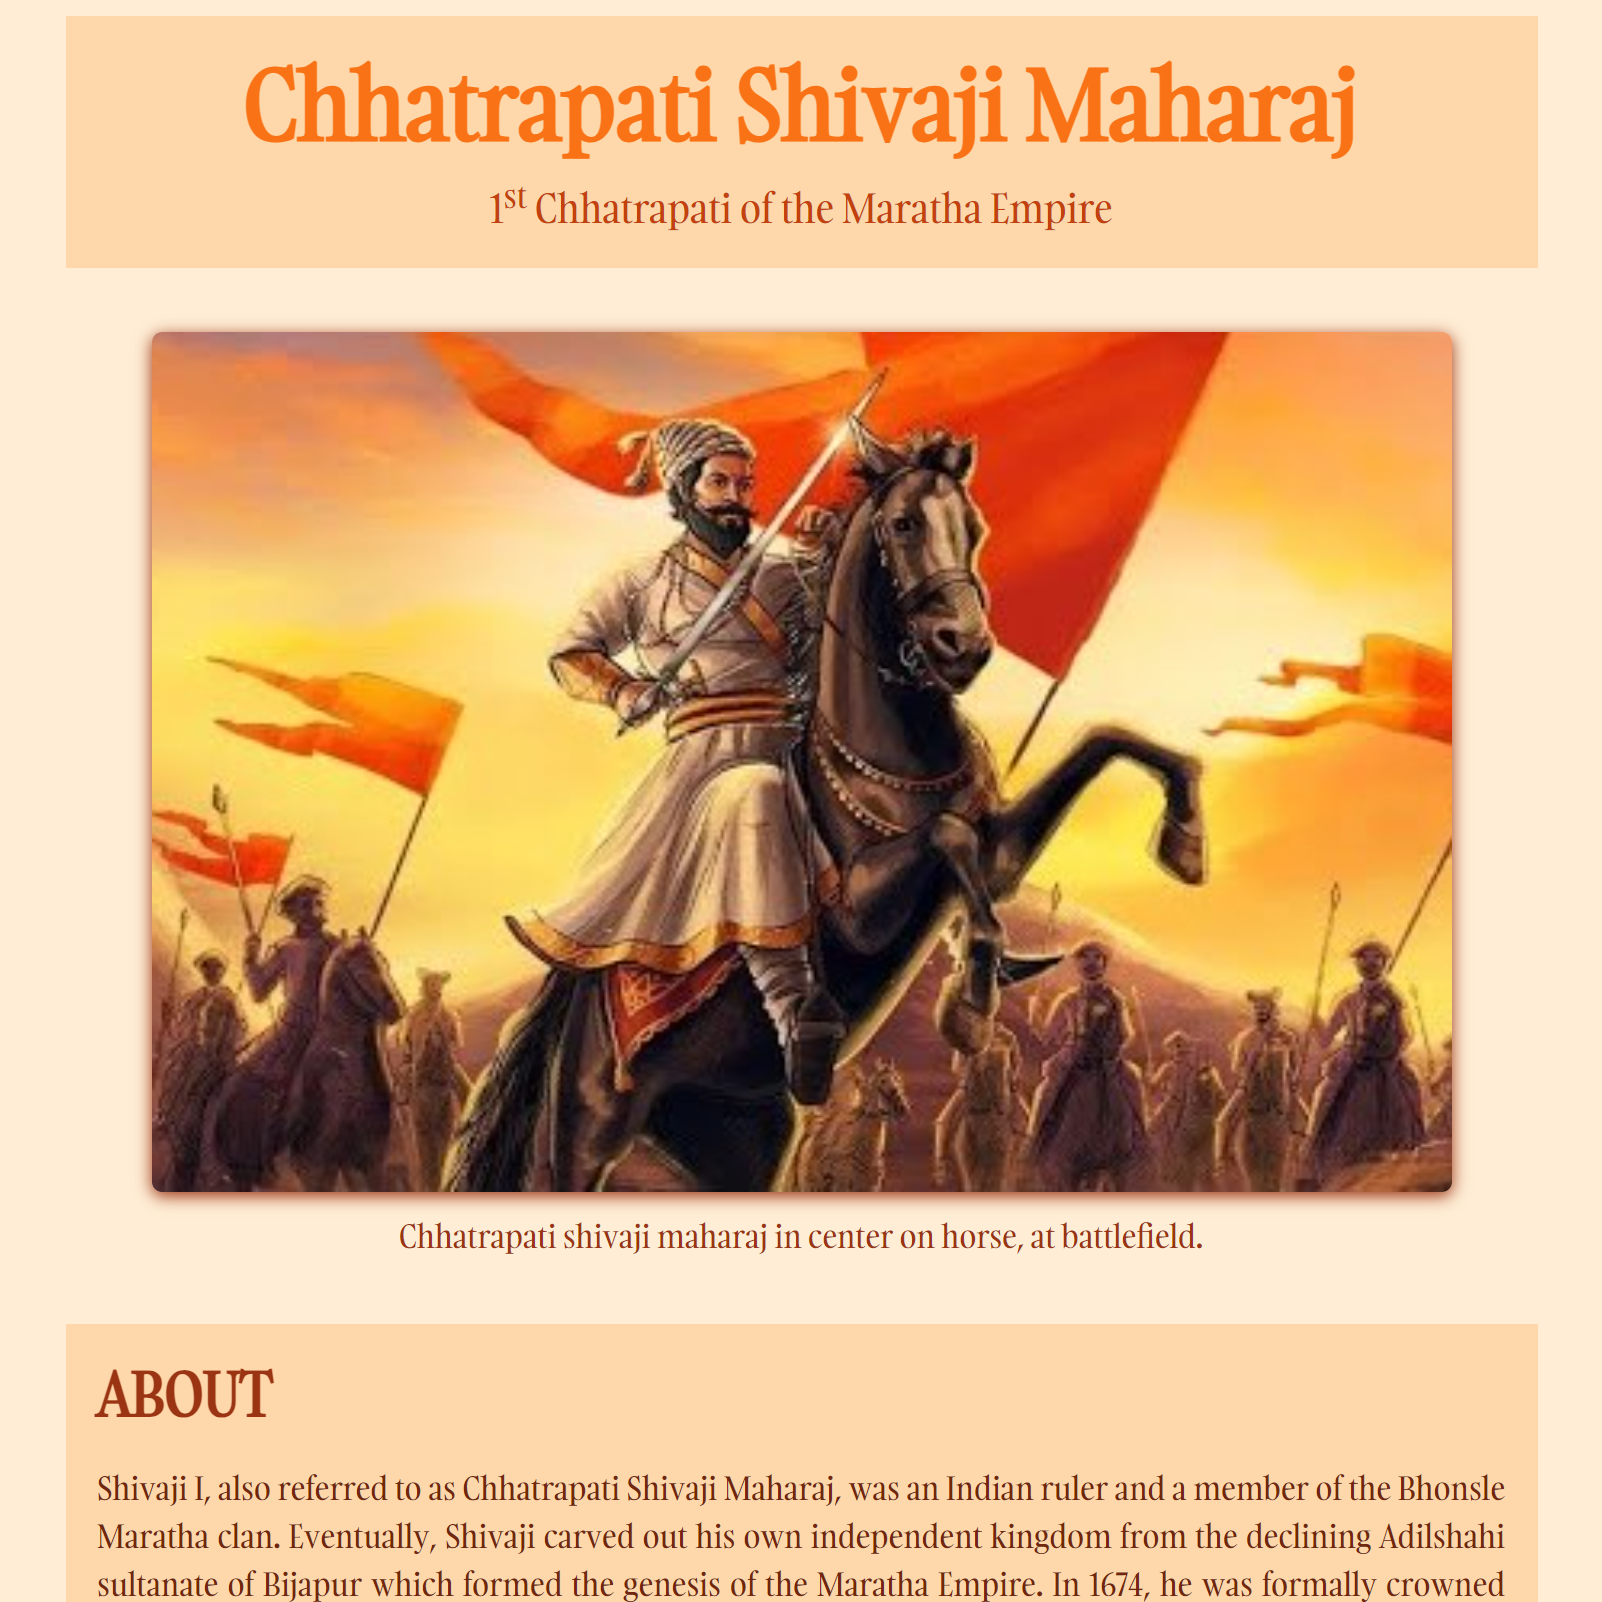 Chhatrapati Shivaji Maharaj
1st Chhatrapati of the Maratha Empire
Chhatrapati shivaji maharaj in center on horse, at battlefield.
ABOUT
Shivaji I, also referred to as Chhatrapati Shivaji Maharaj, was an Indian ruler and a member of the Bhonsle
Maratha clan. Eventually, Shivaji carved out his own independent kingdom from the declining Adilshahi
sultanate of Bijapur which formed the genesis of the Maratha Empire. In 1674, he was formally crowned